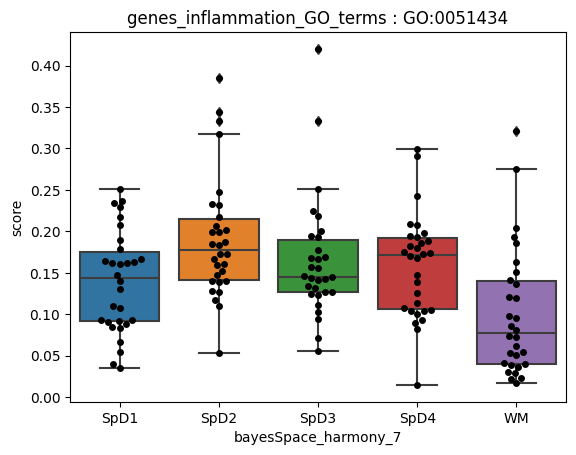 genes_inflammation_GO_terms : GO:0051434
0.40
0.35
0.30
0.25
0.20
0.15
0.10
0.05
0.00
score
SpD1 SpD2 SpD3 SpD4 WM
bayesSpace_harmony_7